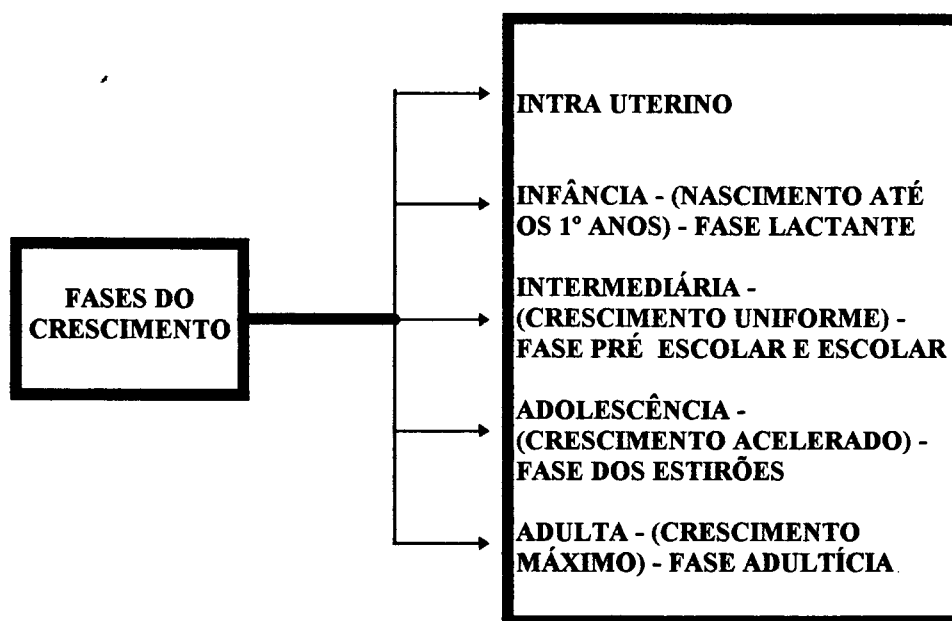 FASES DO
CRESCIMENTO
INTRA UTERINO
INFÂNCIA - (NASCIMENTO ATÉ
OS 1º ANOS) - FASE LACTANTE
INTERMEDIÁRIA -
(CRESCIMENTO UNIFORME) -
FASE PRÉ ESCOLAR E ESCOLAR
ADOLESCÊNCIA -
(CRESCIMENTO ACELERADO) -
FASE DOS ESTIRÕES
ADULTA - (CRESCIMENTO
MÁXIMO) - FASE ADULTÍCIA